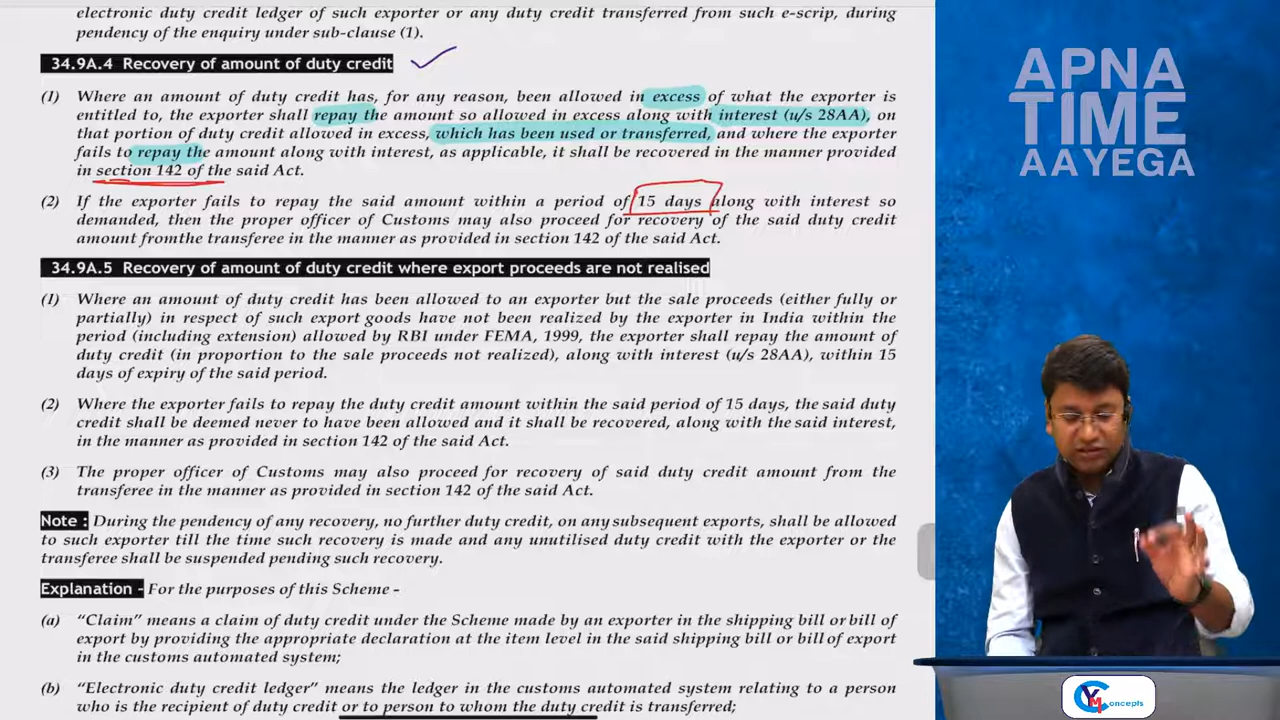 electronic duty credit ledger of such exporter or any duty credit transferred from such e-scrip, during
pendency of the enquiry under sub-clause (1).
34.9A.4 Recovery of amount of duty credit
(1) Where an amount of duty credit has, for any reason, been allowed in excess of what the exporter is
entitled to, the exporter shall repay the amount so allowed in excess along with interest (u/s 28AA), on
that portion of duty credit allowed in excess, which has been used or transferred, and where the exporter
fails to repay the amount along with interest, as applicable, it shall be recovered in the manner provided
in section 142 of the said Act.
(2) If the exporter fails to repay the said amount within a period of 15 days along with interest so
demanded, then the proper officer of Customs may also proceed for recovery of the said duty credit
amount fromthe transferee in the manner as provided in section 142 of the said Act.
34.9A.5 Recovery of amount of duty credit where export proceeds are not realised
(1) Where an amount of duty credit has been allowed to an exporter but the sale proceeds (either fully or
partially) in respect of such export goods have not been realized by the exporter in India within the
period (including extension) allowed by RBI under FEMA, 1999, the exporter shall repay the amount of
duty credit (in proportion to the sale proceeds not realized), along with interest (u/s 28AA), within 15
days of expiry of the said period.
(2) Where the exporter fails to repay the duty credit amount within the said period of 15 days, the said duty
credit shall be deemed never to have been allowed and it shall be recovered, along with the said interest,
in the manner as provided in section 142 of the said Act.
(3) The proper officer of Customs may also proceed for recovery of said duty credit amount from the
transferee in the manner as provided in section 142 of the said Act.
Note : During the pendency of any recovery, no further duty credit, on any subsequent exports, shall be allowed
to such exporter till the time such recovery is made and any unutilised duty credit with the exporter or the
transferee shall be suspended pending such recovery.
Explanation - For the purposes of this Scheme -
(a) "Claim" means a claim of duty credit under the Scheme made by an exporter in the shipping bill or bill of
export by providing the appropriate declaration at the item level in the said shipping bill or bill of export
in the customs automated system;
(b) "Electronic duty credit ledger" means the ledger in the customs automated system relating to a person
who is the recipient of duty credit or to person to whom the duty credit is transferred;
APNA
TIME
AAYEGA
YMConcepts